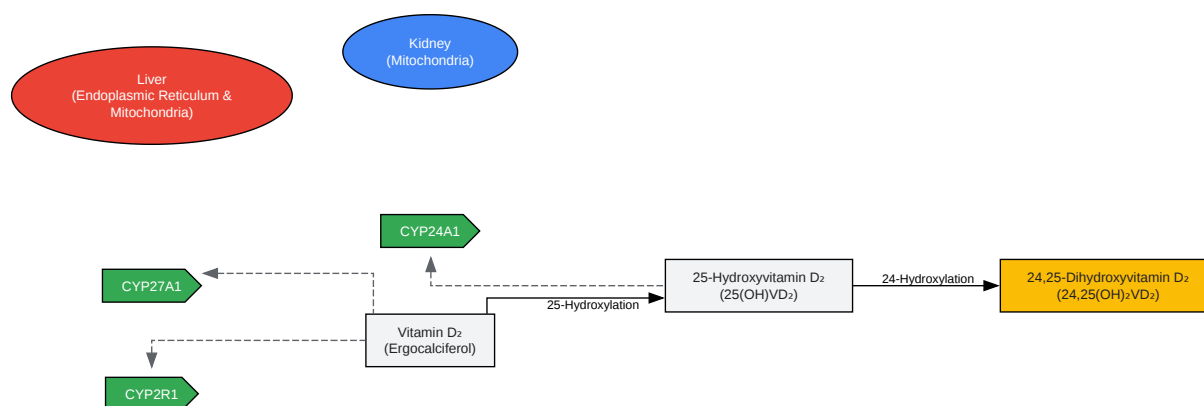 Kidney
(Mitochondria)
Liver
(Endoplasmic Reticulum &
Mitochondria)
CYP24A1
CYP27A1
25-Hydroxyvitamin D₂
(25(OH)VD₂)
24-Hydroxylation
24,25-Dihydroxyvitamin D₂
(24,25(OH)₂VD₂)
25-Hydroxylation
Vitamin D₂
(Ergocalciferol)
CYP2R1